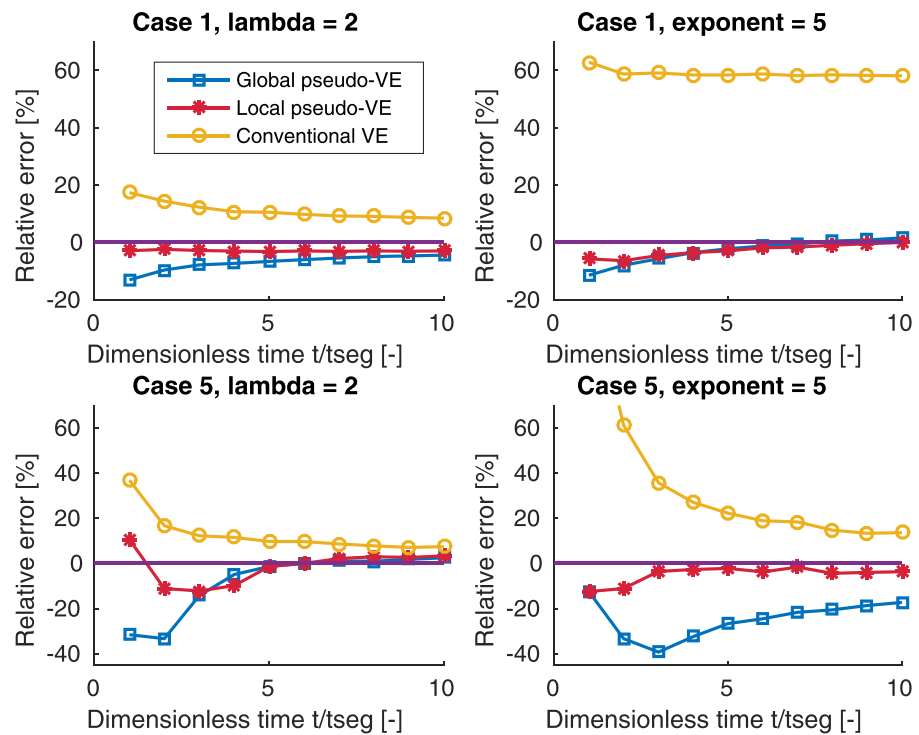 Case 1, lambda = 2
Relative error [%]
60
40
20
0
-20
Global pseudo-VE
Local pseudo-VE
Conventional VE
0
5
10
Dimensionless time t/tseg [-]
Case 1, exponent = 5
Relative error [%]
60
40
20
0
-20
0
5
10
Dimensionless time t/tseg [-]
Case 5, lambda = 2
Relative error [%]
60
40
20
0
-20
-40
0
5
10
Dimensionless time t/tseg [-]
Case 5, exponent = 5
Relative error [%]
60
40
20
0
-20
-40
0
5
10
Dimensionless time t/tseg [-]